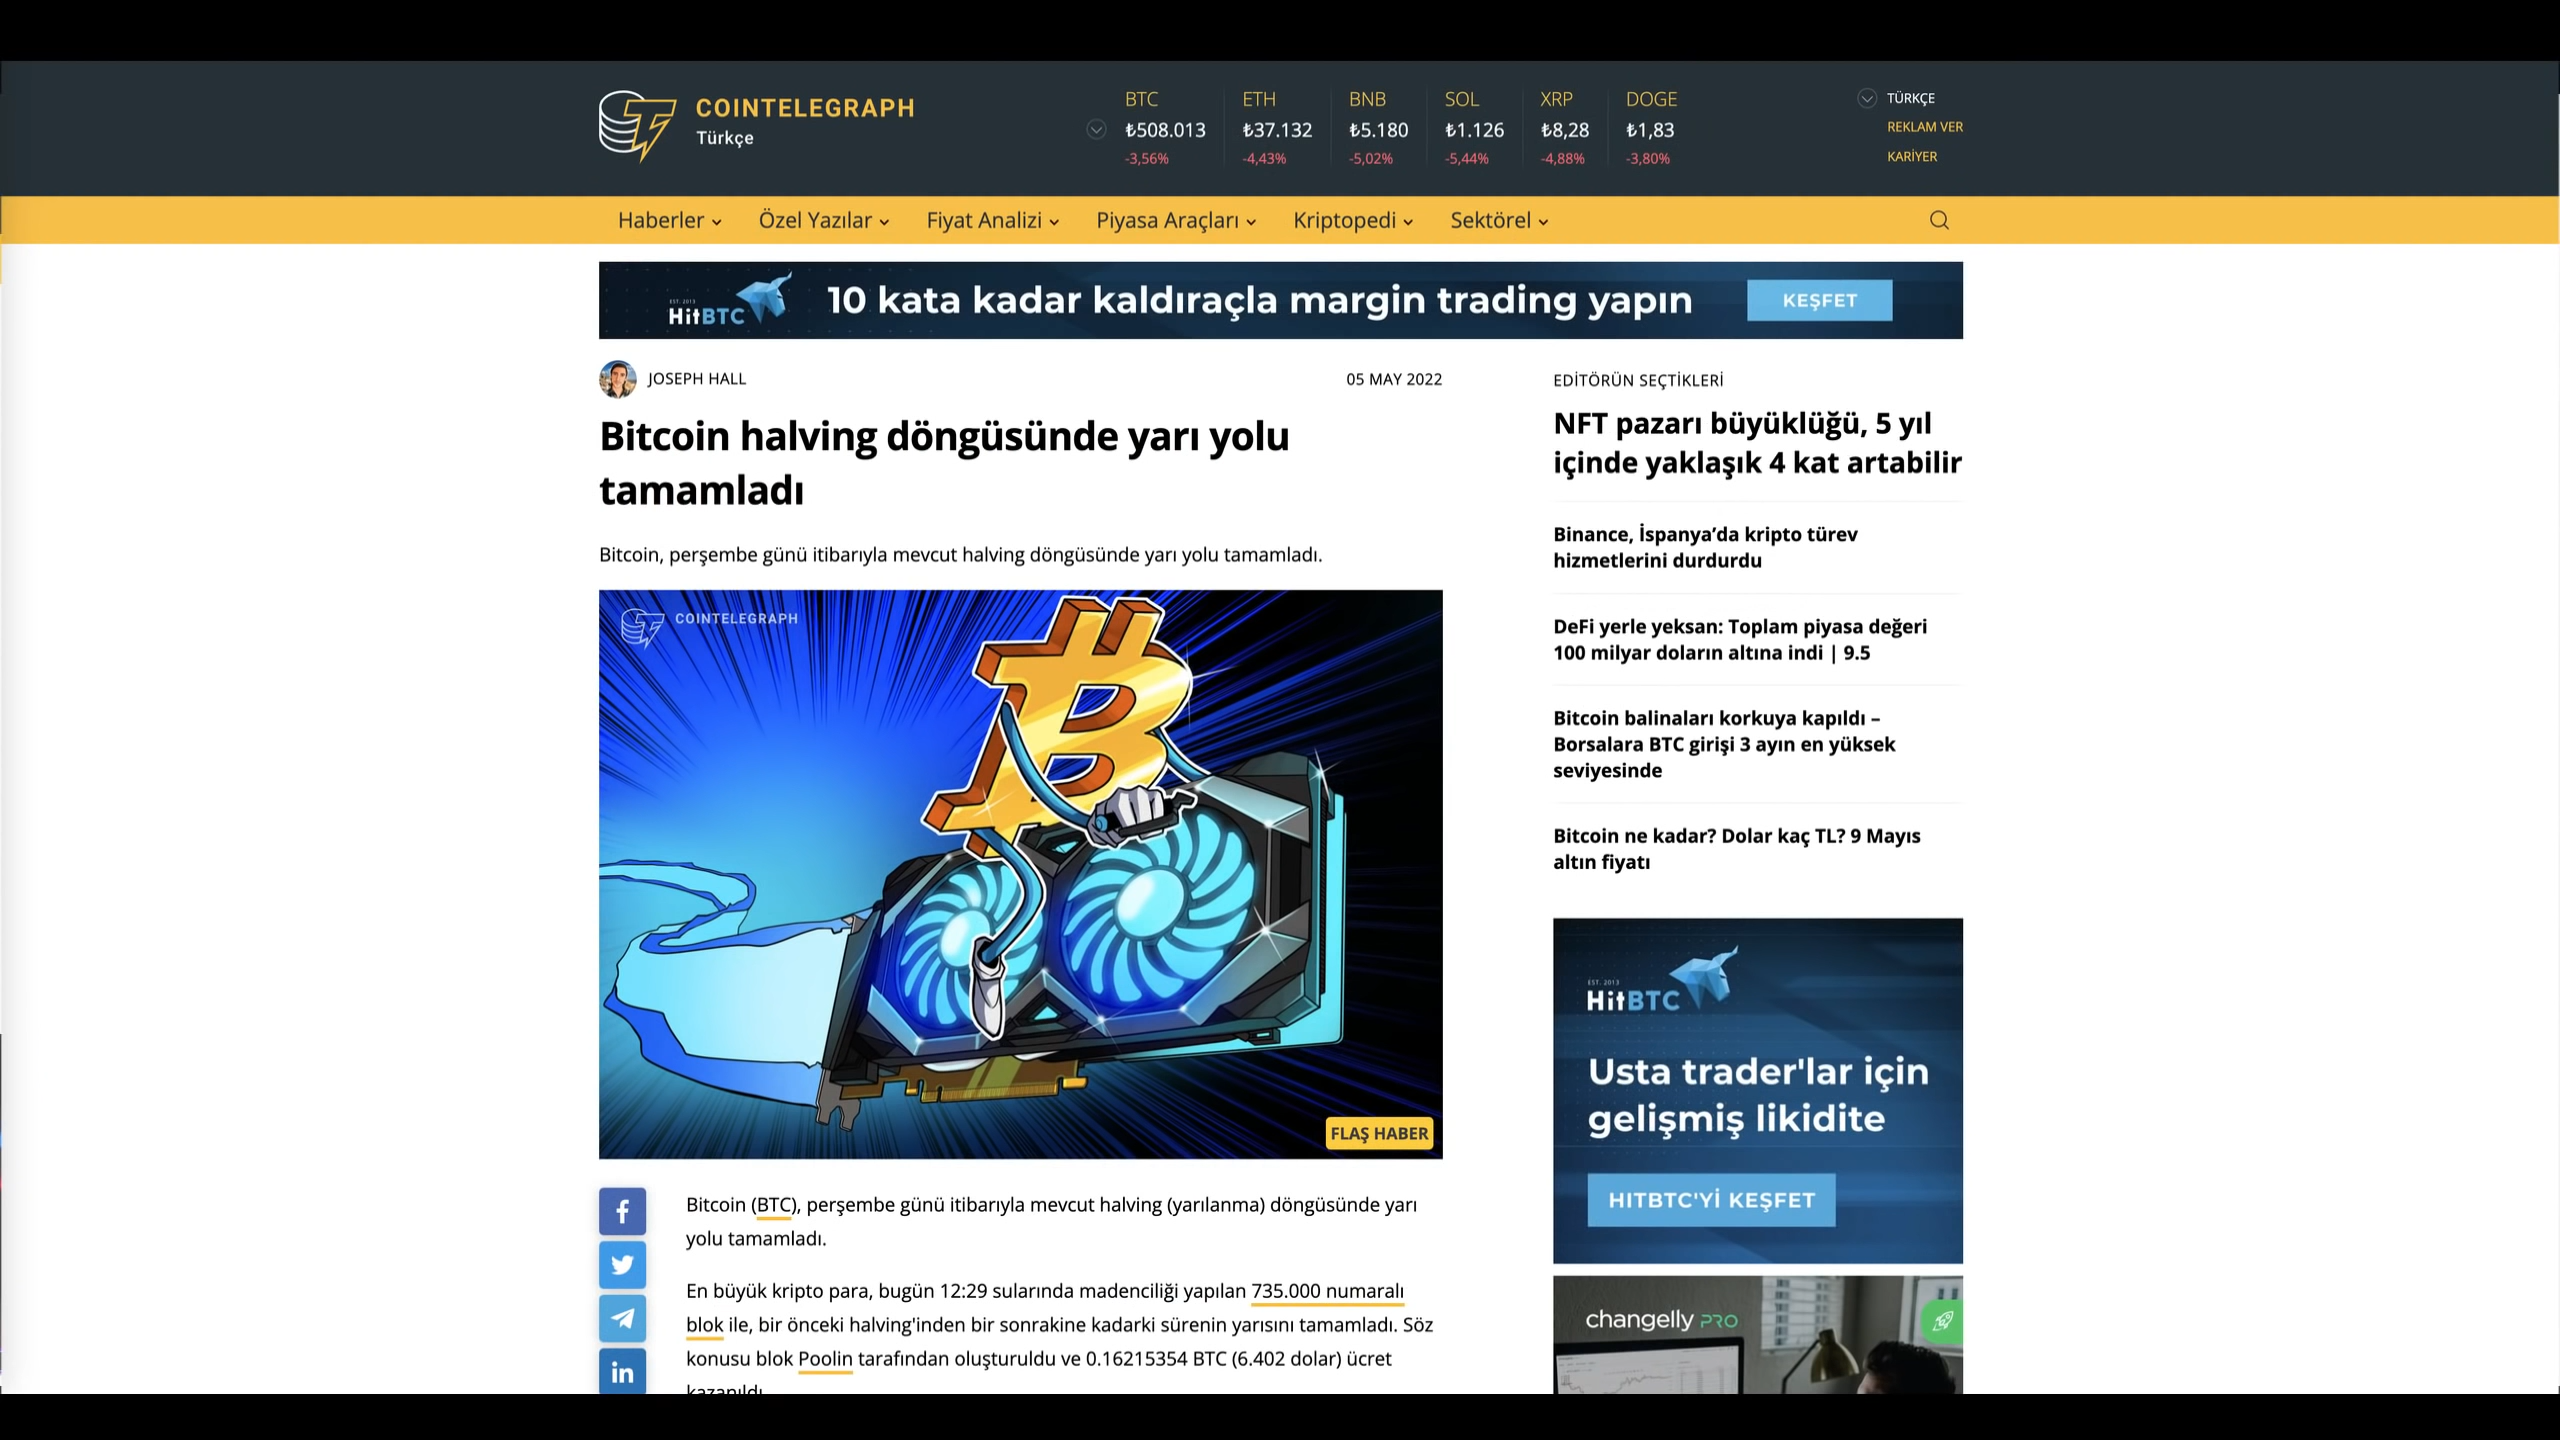 COINTELEGRAPH
Türkçe
BTC
₺508.013
-3,56%
ETH
₺37.132
-4,43%
BNB
₺5.180
-5,02%
SOL
₺1.126
-5,44%
XRP
₺8,28
-4,88%
DOGE
₺1,83
-3,80%
TÜRKÇE
REKLAM VER
KARİYER
Haberler
Özel Yazılar
Fiyat Analizi
Piyasa Araçları
Kriptopedi
Sektörel
EST. 2013
HitBTC
10 kata kadar kaldıraçla margin trading yapın
KEŞFET
JOSEPH HALL
05 MAY 2022
Bitcoin halving döngüsünde yarı yolu
tamamladı
Bitcoin, perşembe günü itibarıyla mevcut halving döngüsünde yarı yolu tamamladı.
COINTELEGRAPH
FLAŞ HABER
Bitcoin (BTC), perşembe günü itibarıyla mevcut halving (yarılanma) döngüsünde yarı
yolu tamamladı.
En büyük kripto para, bugün 12:29 sularında madenciliği yapılan 735.000 numaralı
blok ile, bir önceki halving'inden bir sonrakine kadarki sürenin yarısını tamamladı. Söz
konusu blok Poolin tarafından oluşturuldu ve 0.16215354 BTC (6.402 dolar) ücret
kazanıldı
EDİTÖRÜN SEÇTİKLERİ
NFT pazarı büyüklüğü, 5 yıl
içinde yaklaşık 4 kat artabilir
Binance, İspanya’da kripto türev
hizmetlerini durdurdu
DeFi yerle yeksan: Toplam piyasa değeri
100 milyar doların altına indi | 9.5
Bitcoin balinaları korkuya kapıldı –
Borsalara BTC girişi 3 ayın en yüksek
seviyesinde
Bitcoin ne kadar? Dolar kaç TL? 9 Mayıs
altın fiyatı
EST. 2013
HitBTC
Usta trader'lar için
gelişmiş likidite
HITBTC'Yİ KEŞFET
changelly PRO